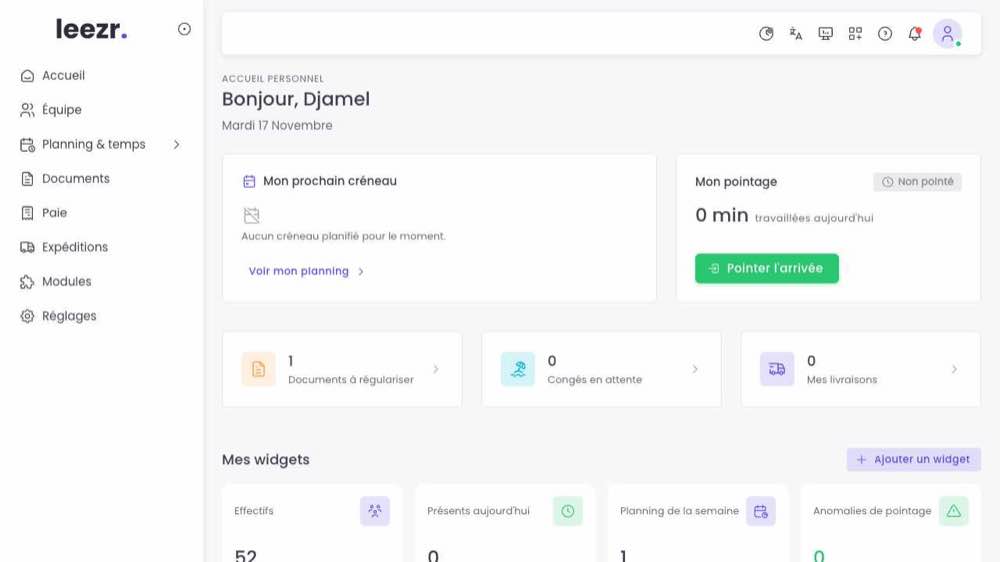 leezr.
Accueil
Équipe
Planning & temps
Documents
Paie
Expéditions
Modules
Réglages
ACCUEIL PERSONNEL
Bonjour, Djamel
Mardi 17 Novembre
Mon prochain créneau
Aucun créneau planifié pour le moment.
Voir mon planning
Mon pointage
Non pointé
0 min travaillées aujourd'hui
Pointer l'arrivée
1
Documents à régulariser
0
Congés en attente
0
Mes livraisons
Mes widgets
Ajouter un widget
Effectifs
52
Présents aujourd'hui
0
Planning de la semaine
1
Anomalies de pointage
0